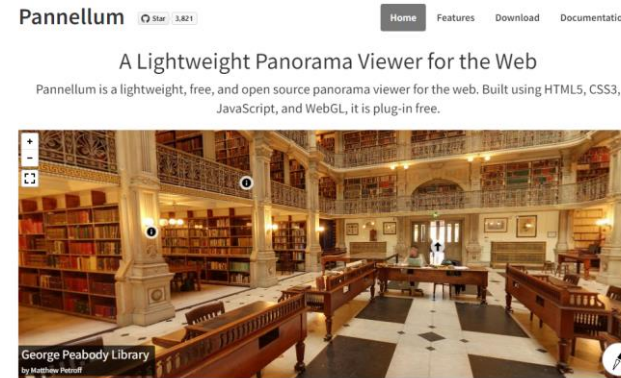 Pannellum
Star 3,821
Home Features Download Documentatio
A Lightweight Panorama Viewer for the Web
Pannellum is a lightweight, free, and open source panorama viewer for the web. Built using HTML5, CSS3,
JavaScript, and WebGL, it is plug-in free.
+
-
George Peabody Library
by Matthew Petroff